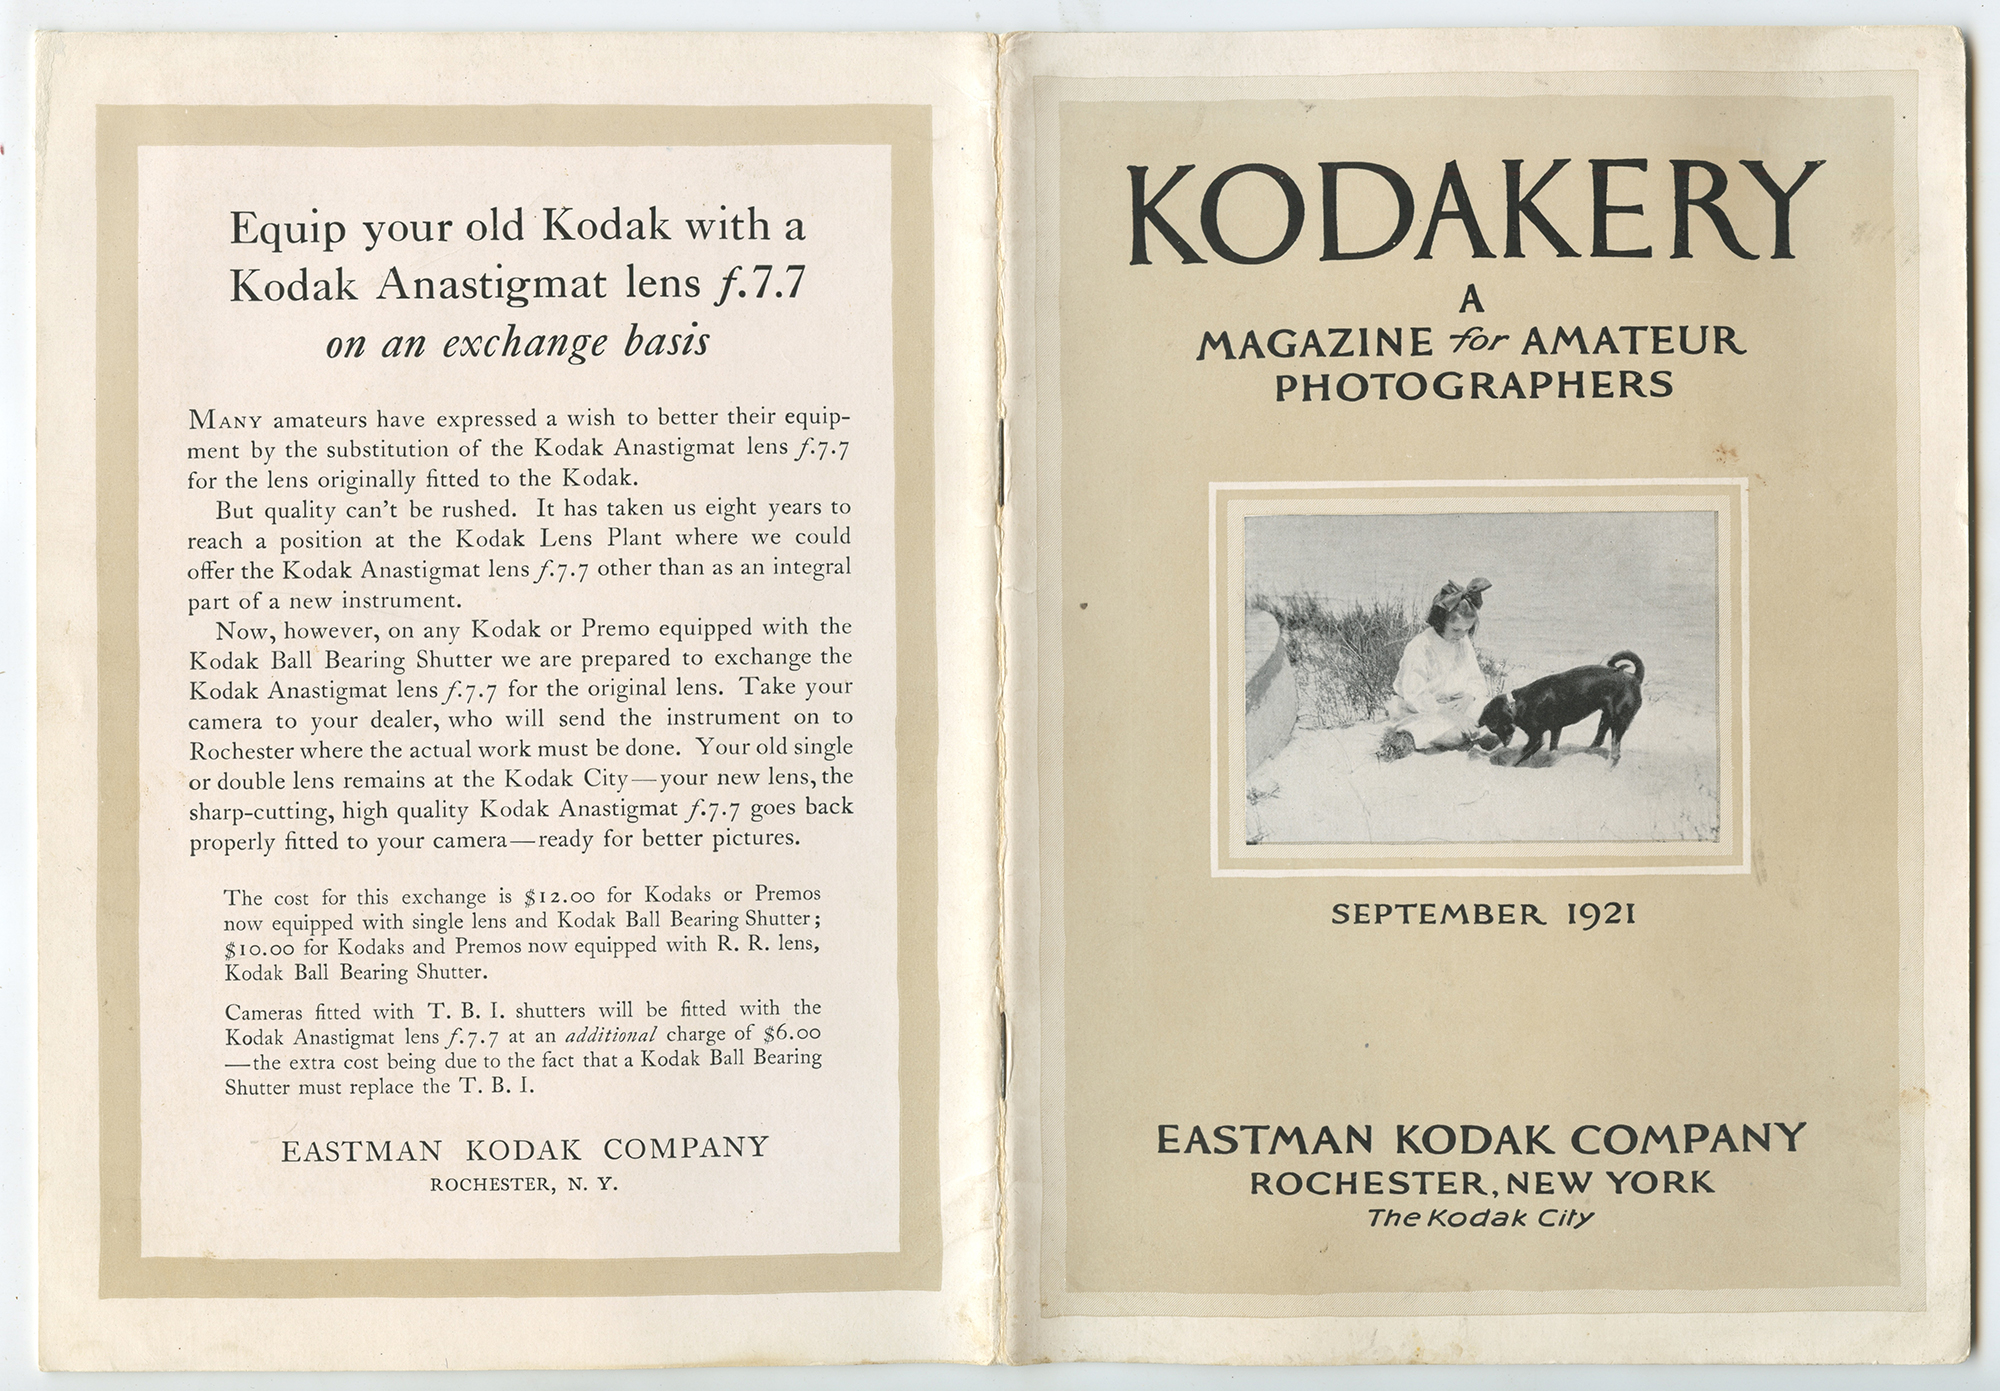 Equip your old Kodak with a
Kodak Anastigmat lens f.7.7
on an exchange basis
MANY amateurs have expressed a wish to better their equip-
ment by the substitution of the Kodak Anastigmat lens f.7.7
for the lens originally fitted to the Kodak.
But quality can't be rushed. It has taken us eight years to
reach a position at the Kodak Lens Plant where we could
offer the Kodak Anastigmat lens f.7.7 other than as an integral
part of a new instrument.
Now, however, on any Kodak or Premo equipped with the
Kodak Ball Bearing Shutter we are prepared to exchange the
Kodak Anastigmat lens f.7.7 for the original lens. Take your
camera to your dealer, who will send the instrument on to
Rochester where the actual work must be done. Your old single
or double lens remains at the Kodak City—your new lens, the
sharp-cutting, high quality Kodak Anastigmat f.7.7 goes back
properly fitted to your camera—ready for better pictures.
The cost for this exchange is $12.00 for Kodaks or Premos
now equipped with single lens and Kodak Ball Bearing Shutter;
$10.00 for Kodaks and Premos now equipped with R. R. lens,
Kodak Ball Bearing Shutter.
Cameras fitted with T. B. I. shutters will be fitted with the
Kodak Anastigmat lens f.7.7 at an additional charge of $6.00
—the extra cost being due to the fact that a Kodak Ball Bearing
Shutter must replace the T. B. I.
EASTMAN KODAK COMPANY
ROCHESTER, N. Y.
KODAKERY
A
MAGAZINE for AMATEUR
PHOTOGRAPHERS
SEPTEMBER 1921
EASTMAN KODAK COMPANY
ROCHESTER, NEW YORK
The Kodak City